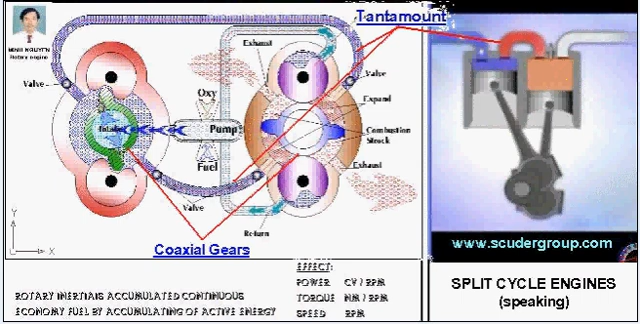 Tantamount
MINH NGUYEN
Rotary engine
Exhaust
Valve
Valve
Oxy
Expand
Intake
Pump
Combustion
Strock
Fuel
Exhaust
Valve
Return
Y
X
Coaxial Gears
www.scudergroup.com
EFFECT:
POWER CV / RPM
TORQUE NM / RPM
SPEED RPM
ROTARY INERTIAIS ACCUMULATED CONTINUOUS
ECONOMY FUEL BY ACCUMULATING OF ACTIVE ENERGY
SPLIT CYCLE ENGINES
(speaking)